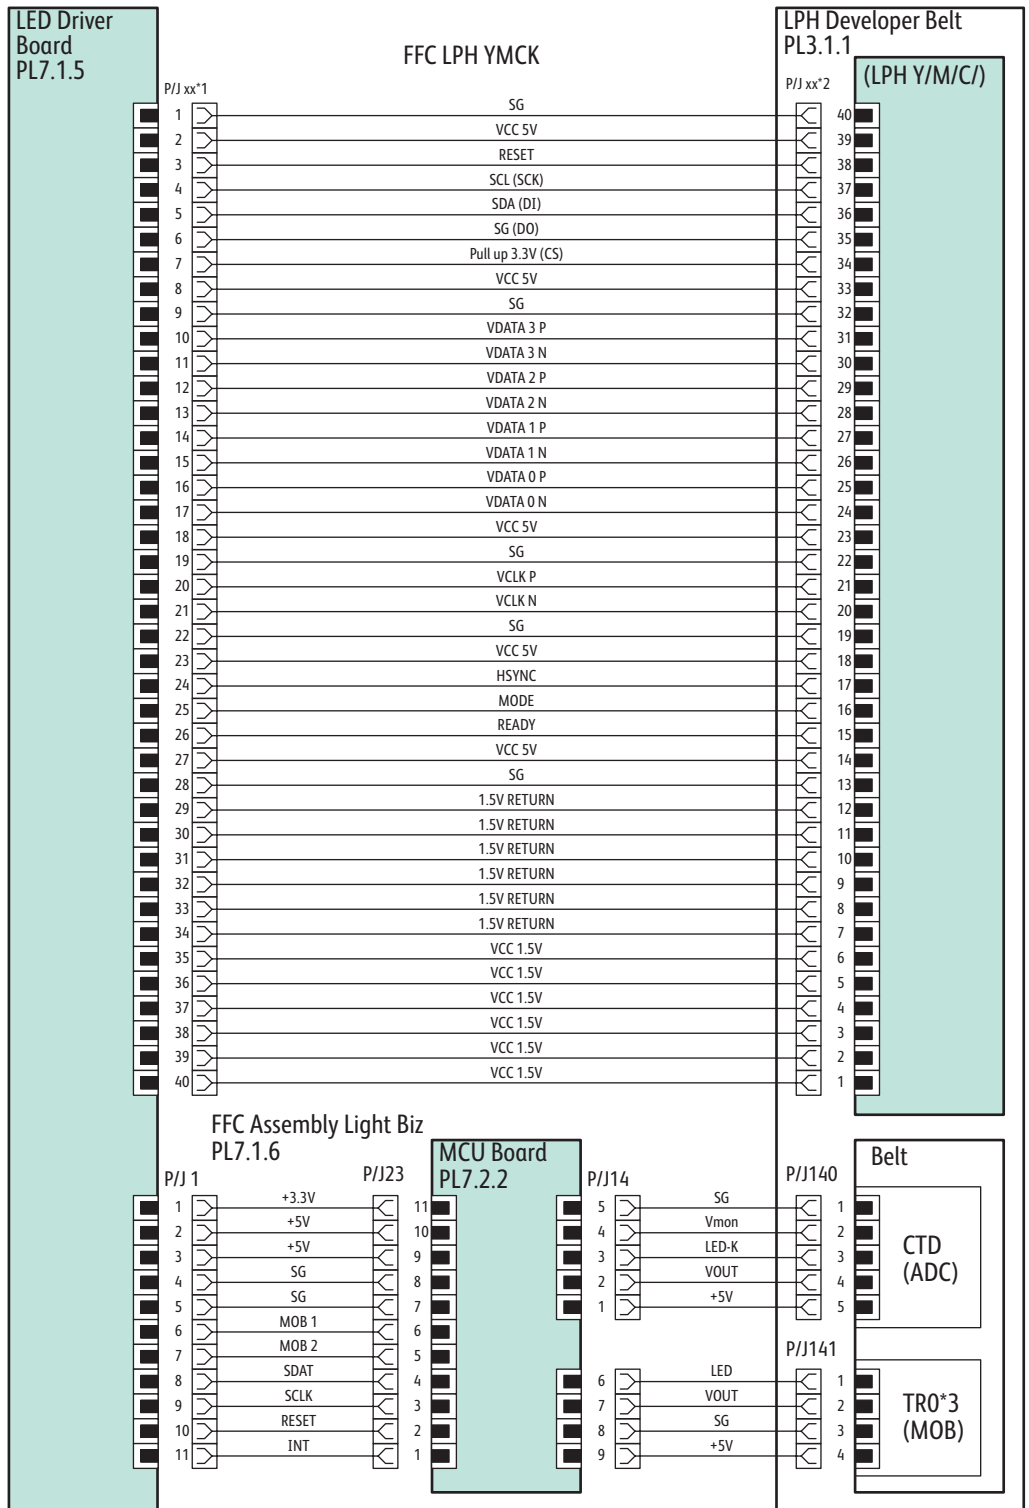 LED Driver
Board
PL7.1.5
FFC LPH YMCK
LPH Developer Belt
PL3.1.1
(LPH Y/M/C/)
P/J xx*1
P/J xx*2
1 SG 40
2 VCC 5V 39
3 RESET 38
4 SCL (SCK) 37
5 SDA (DI) 36
6 SG (DO) 35
7 Pull up 3.3V (CS) 34
8 VCC 5V 33
9 SG 32
10 VDATA 3 P 31
11 VDATA 3 N 30
12 VDATA 2 P 29
13 VDATA 2 N 28
14 VDATA 1 P 27
15 VDATA 1 N 26
16 VDATA 0 P 25
17 VDATA 0 N 24
18 VCC 5V 23
19 SG 22
20 VCLK P 21
21 VCLK N 20
22 SG 19
23 VCC 5V 18
24 HSYNC 17
25 MODE 16
26 READY 15
27 VCC 5V 14
28 SG 13
29 1.5V RETURN 12
30 1.5V RETURN 11
31 1.5V RETURN 10
32 1.5V RETURN 9
33 1.5V RETURN 8
34 1.5V RETURN 7
35 VCC 1.5V 6
36 VCC 1.5V 5
37 VCC 1.5V 4
38 VCC 1.5V 3
39 VCC 1.5V 2
40 VCC 1.5V 1
FFC Assembly Light Biz
PL7.1.6
P/J 1
P/J23
MCU Board
PL7.2.2
1 +3.3V 11
2 +5V 10
3 +5V 9
4 SG 8
5 SG 7
6 MOB 1 6
7 MOB 2 5
8 SDAT 4
9 SCLK 3
10 RESET 2
11 INT 1
P/J14
P/J140
Belt
5 SG 1
4 Vmon 2
3 LED-K 3
2 VOUT 4
1 +5V 5
CTD
(ADC)
P/J141
6 LED 1
7 VOUT 2
8 SG 3
9 +5V 4
TR0*3
(MOB)